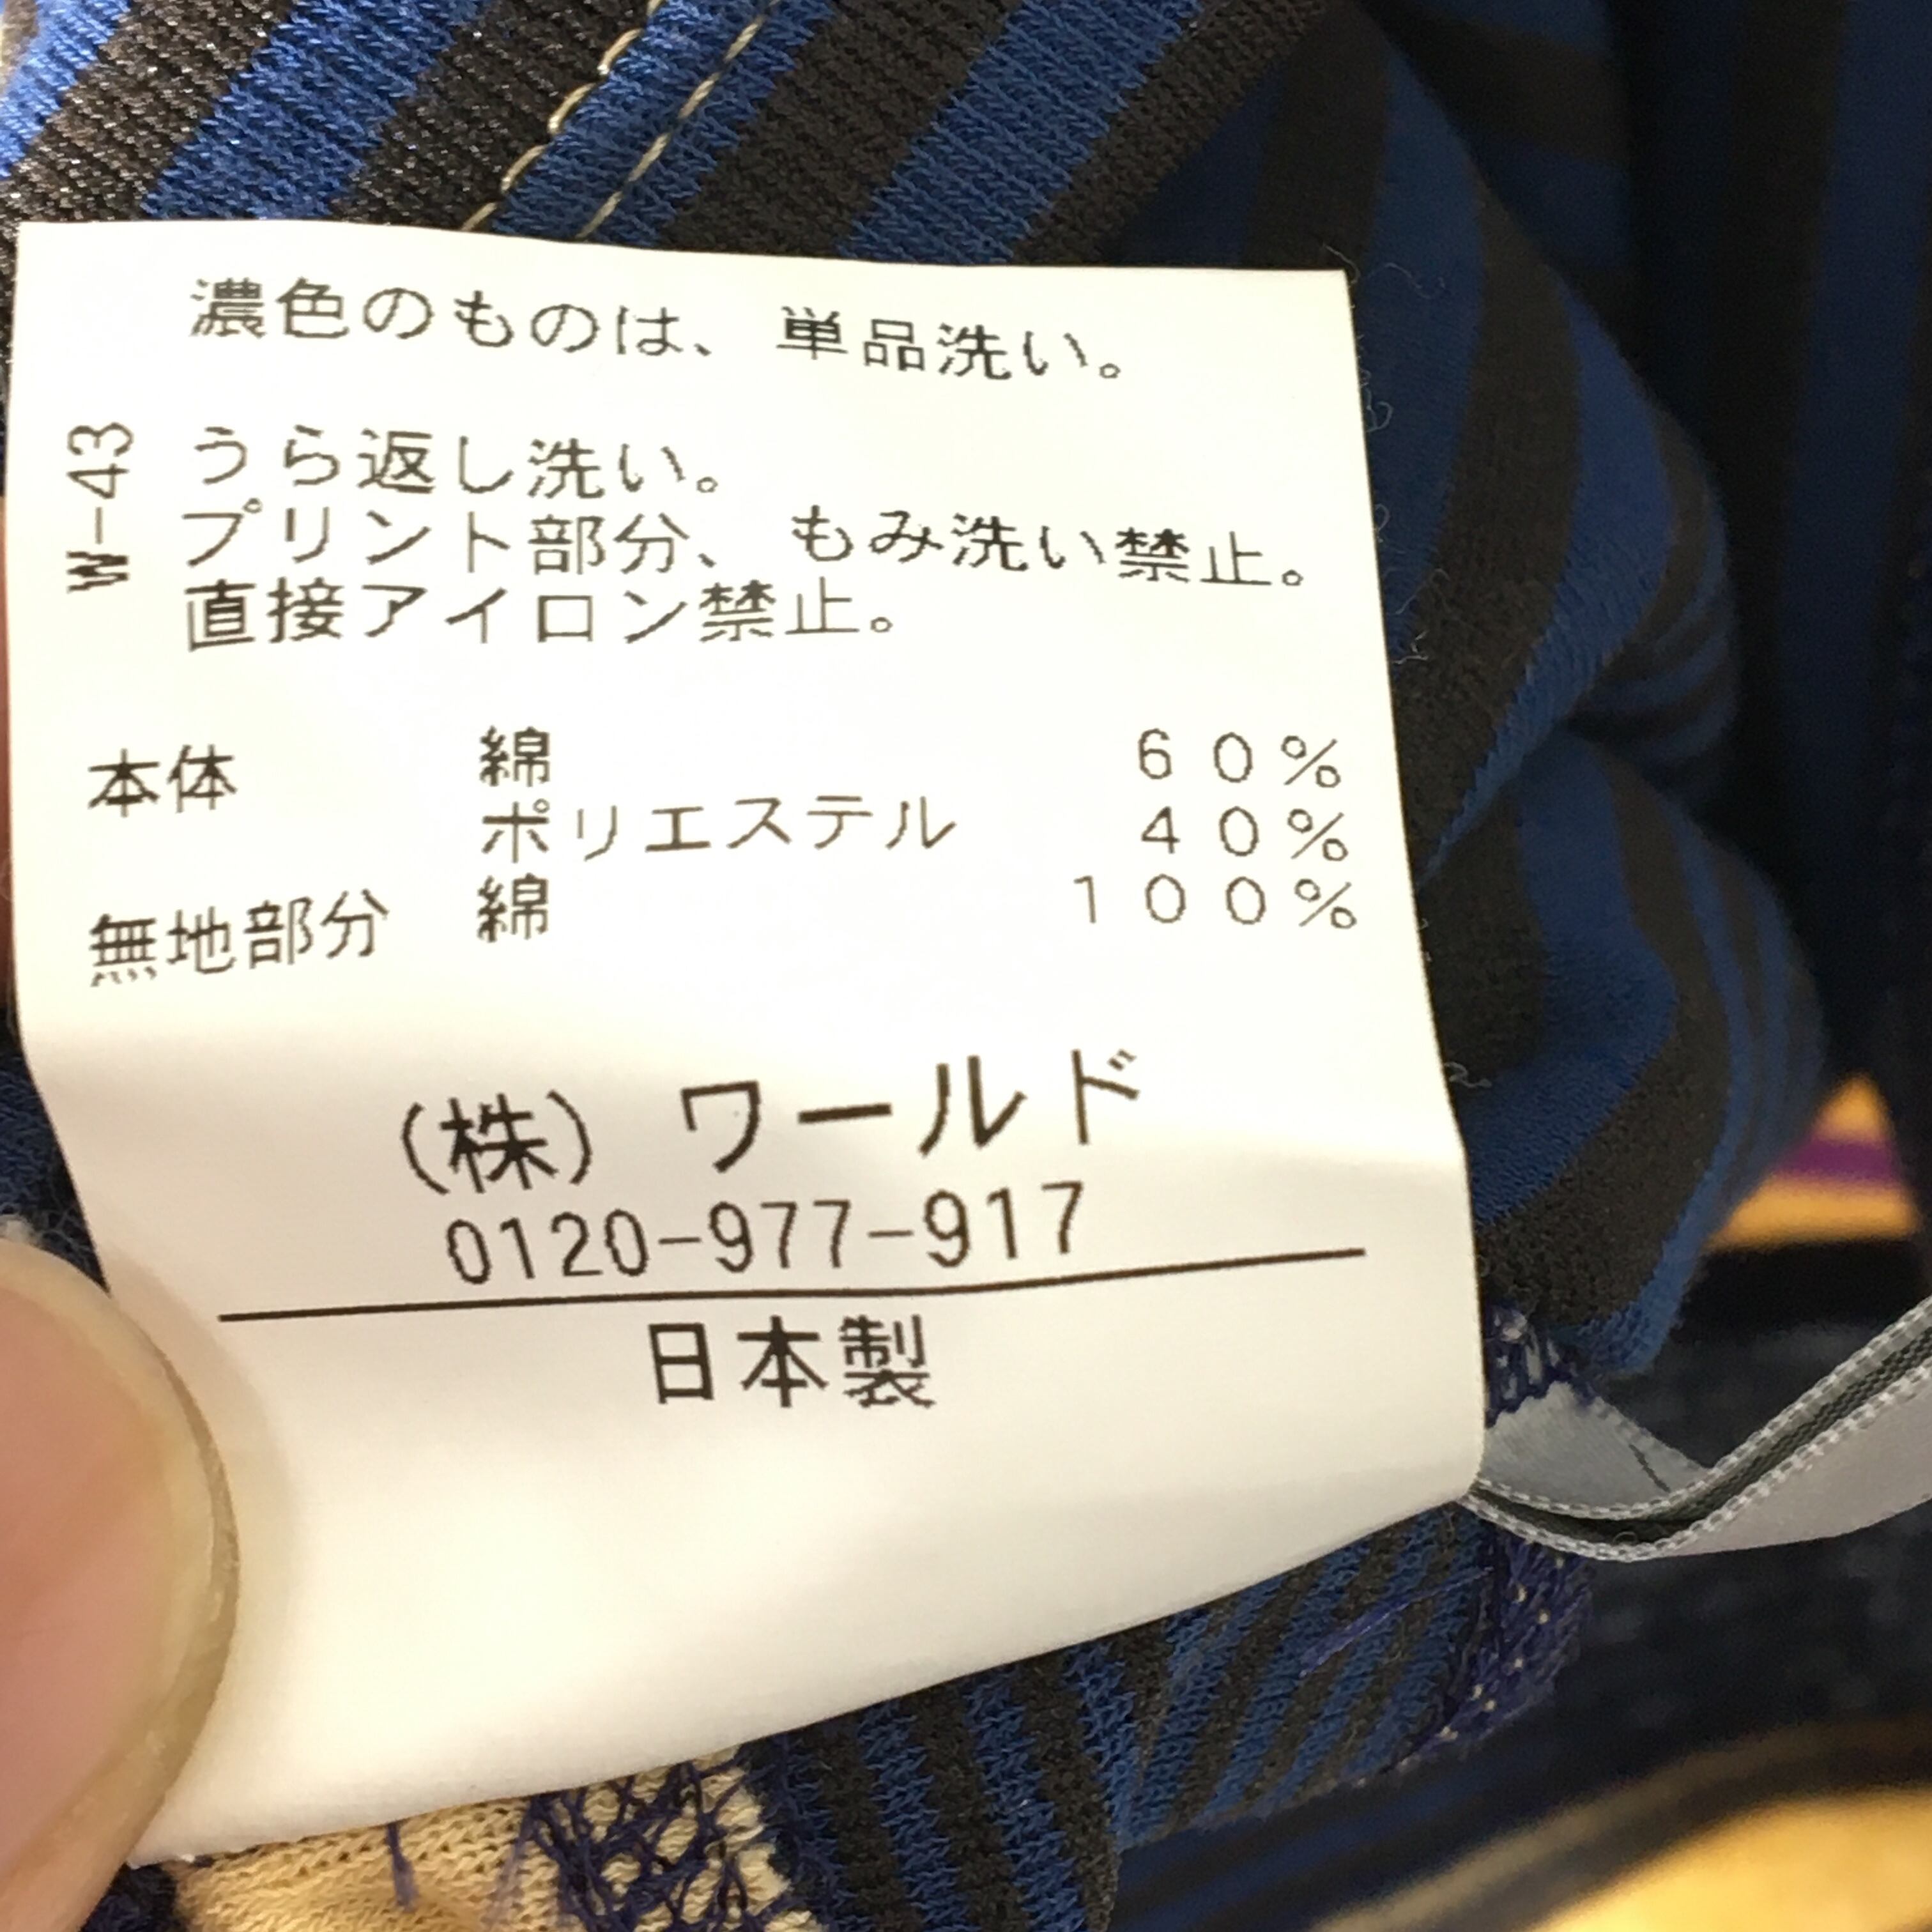 濃色のものは、単品洗い。
W-43
うら返し洗い。
プリント部分、もみ洗い禁止。
直接アイロン禁止。
本体 綿 60%
ポリエステル 40%
無地部分 綿 100%
(株) ワールド
0120-977-917
日本製